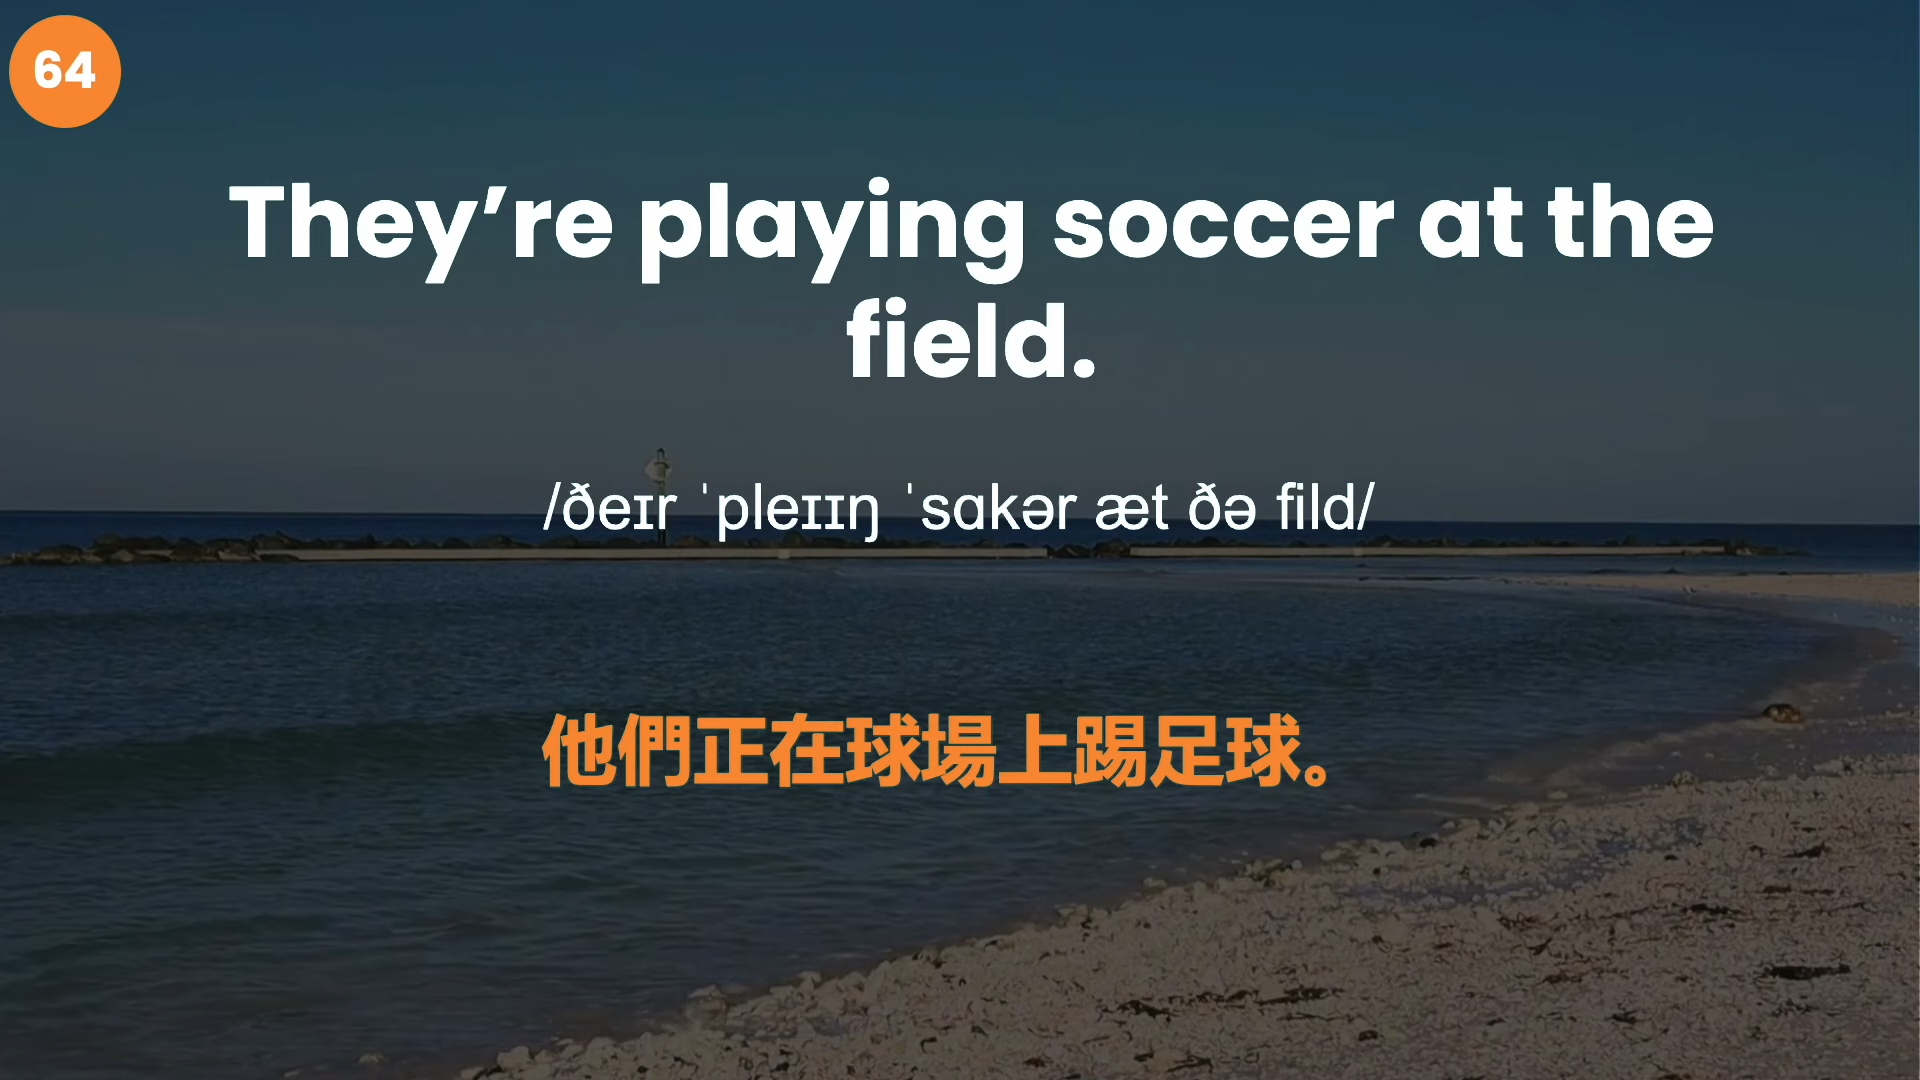 64
They’re playing soccer at the
field.
/ðeɪr ˈpleɪɪŋ ˈsɑkər æt ðə fild/
他們正在球場上踢足球。